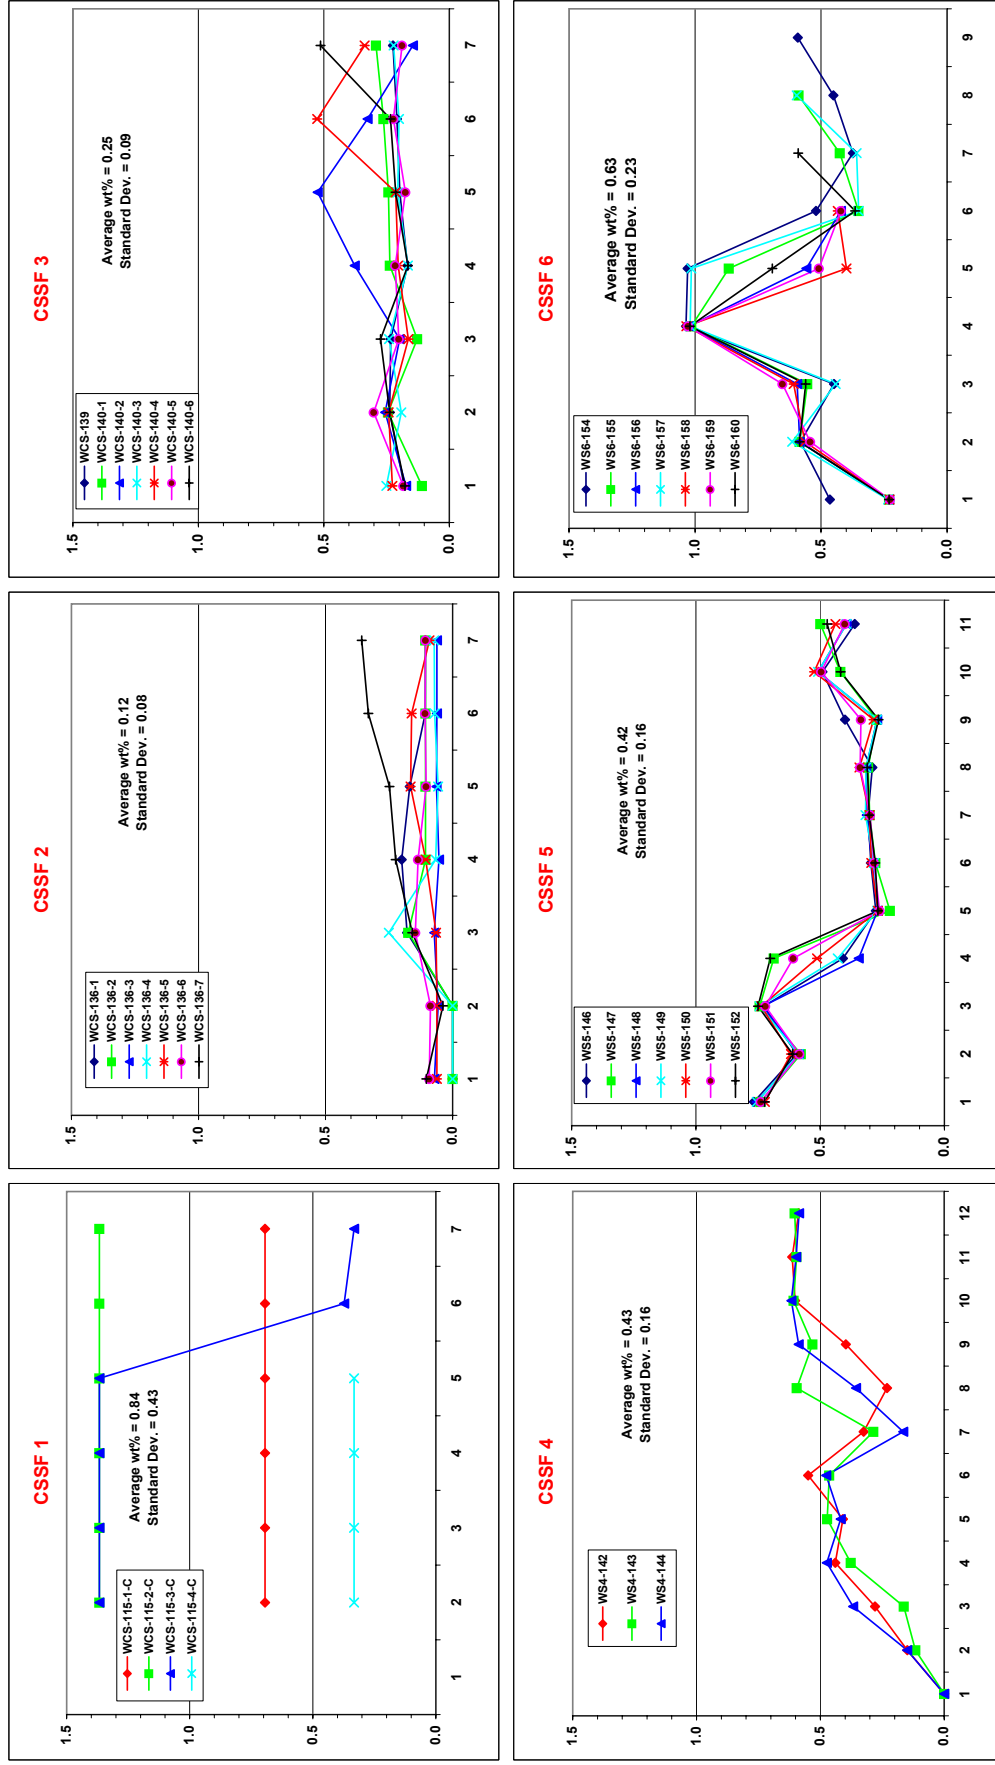 CSSF 1
1.5
1.0
0.5
0.0
1
2
3
4
5
6
7
WCS-115-1-C
WCS-115-2-C
WCS-115-3-C
WCS-115-4-C
Average wt% = 0.84
Standard Dev. = 0.43
CSSF 2
1.5
1.0
0.5
0.0
1
2
3
4
5
6
7
WCS-136-1
WCS-136-2
WCS-136-3
WCS-136-4
WCS-136-5
WCS-136-6
WCS-136-7
Average wt% = 0.12
Standard Dev. = 0.08
CSSF 3
1.5
1.0
0.5
0.0
1
2
3
4
5
6
7
WCS-139
WCS-140-1
WCS-140-2
WCS-140-3
WCS-140-4
WCS-140-5
WCS-140-6
Average wt% = 0.25
Standard Dev. = 0.09
CSSF 4
1.5
1.0
0.5
0.0
1
2
3
4
5
6
7
8
9
10
11
12
WS4-142
WS4-143
WS4-144
Average wt% = 0.43
Standard Dev. = 0.16
CSSF 5
1.5
1.0
0.5
0.0
1
2
3
4
5
6
7
8
9
10
11
WS5-146
WS5-147
WS5-148
WS5-149
WS5-150
WS5-151
WS5-152
Average wt% = 0.42
Standard Dev. = 0.16
CSSF 6
1.5
1.0
0.5
0.0
1
2
3
4
5
6
7
8
9
WS6-154
WS6-155
WS6-156
WS6-157
WS6-158
WS6-159
WS6-160
Average wt% = 0.63
Standard Dev. = 0.23